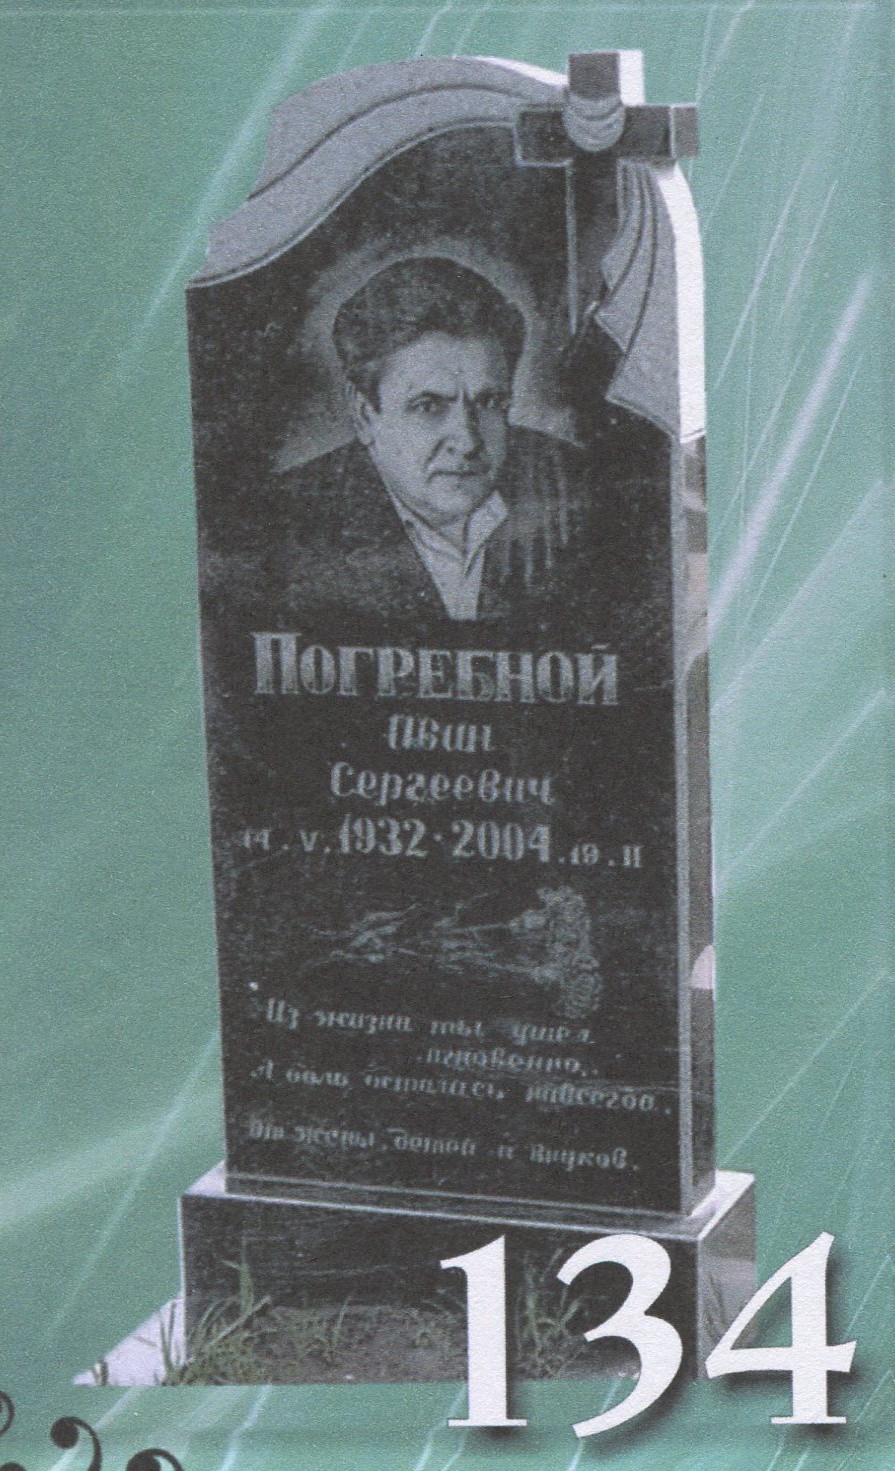 ПОГРЕБНОЙ
Иван
Сергеевич
14.V.1932·2004.19.II
Из жизни ты ушел
мгновенно..
А боль осталась навсегда.
От жены, детей и внуков.
134